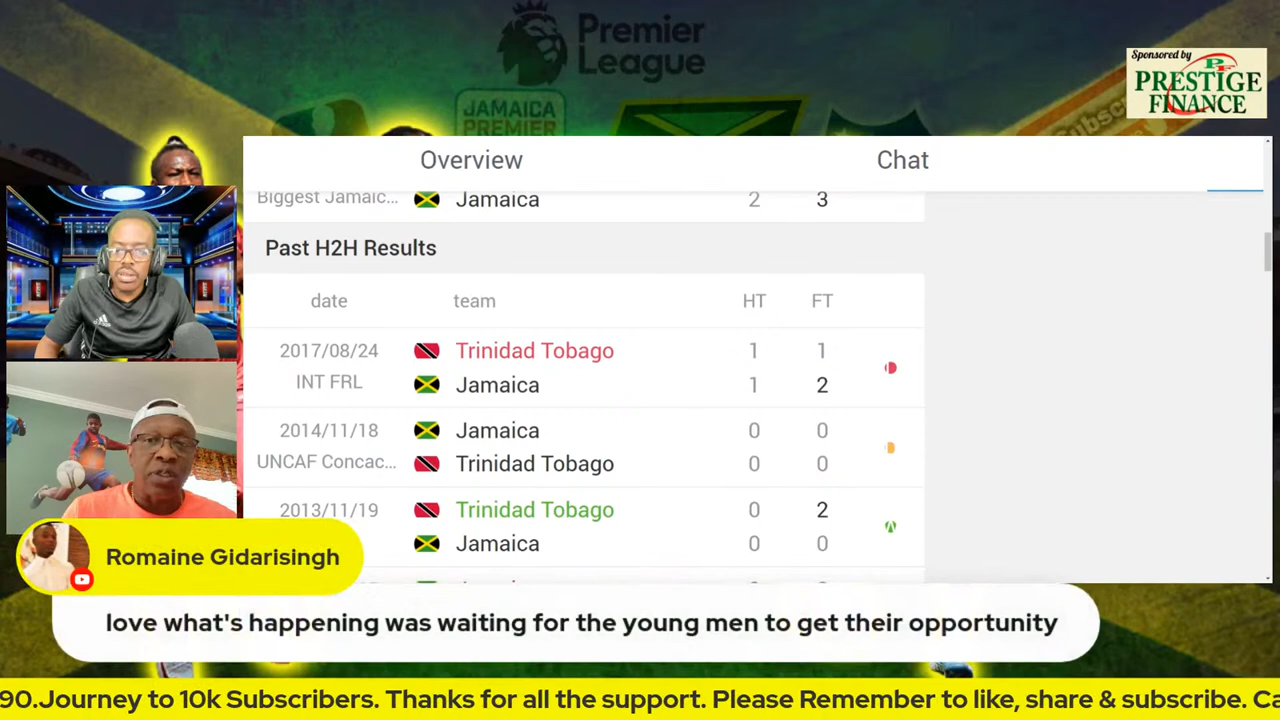 Premier
League
Sponsored by
PF
PRESTIGE
FINANCE
JAMAICA
PREMIER
Subsc
Overview
Chat
Biggest Jamaic...
Jamaica
2
3
Past H2H Results
date
team
HT
FT
2017/08/24
Trinidad Tobago
1
1
INT FRL
Jamaica
1
2
2014/11/18
Jamaica
0
0
UNCAF Concac...
Trinidad Tobago
0
0
2013/11/19
Trinidad Tobago
0
2
Jamaica
0
0
Romaine Gidarisingh
love what's happening was waiting for the young men to get their opportunity
90.Journey to 10k Subscribers. Thanks for all the support. Please Remember to like, share & subscribe. Ca